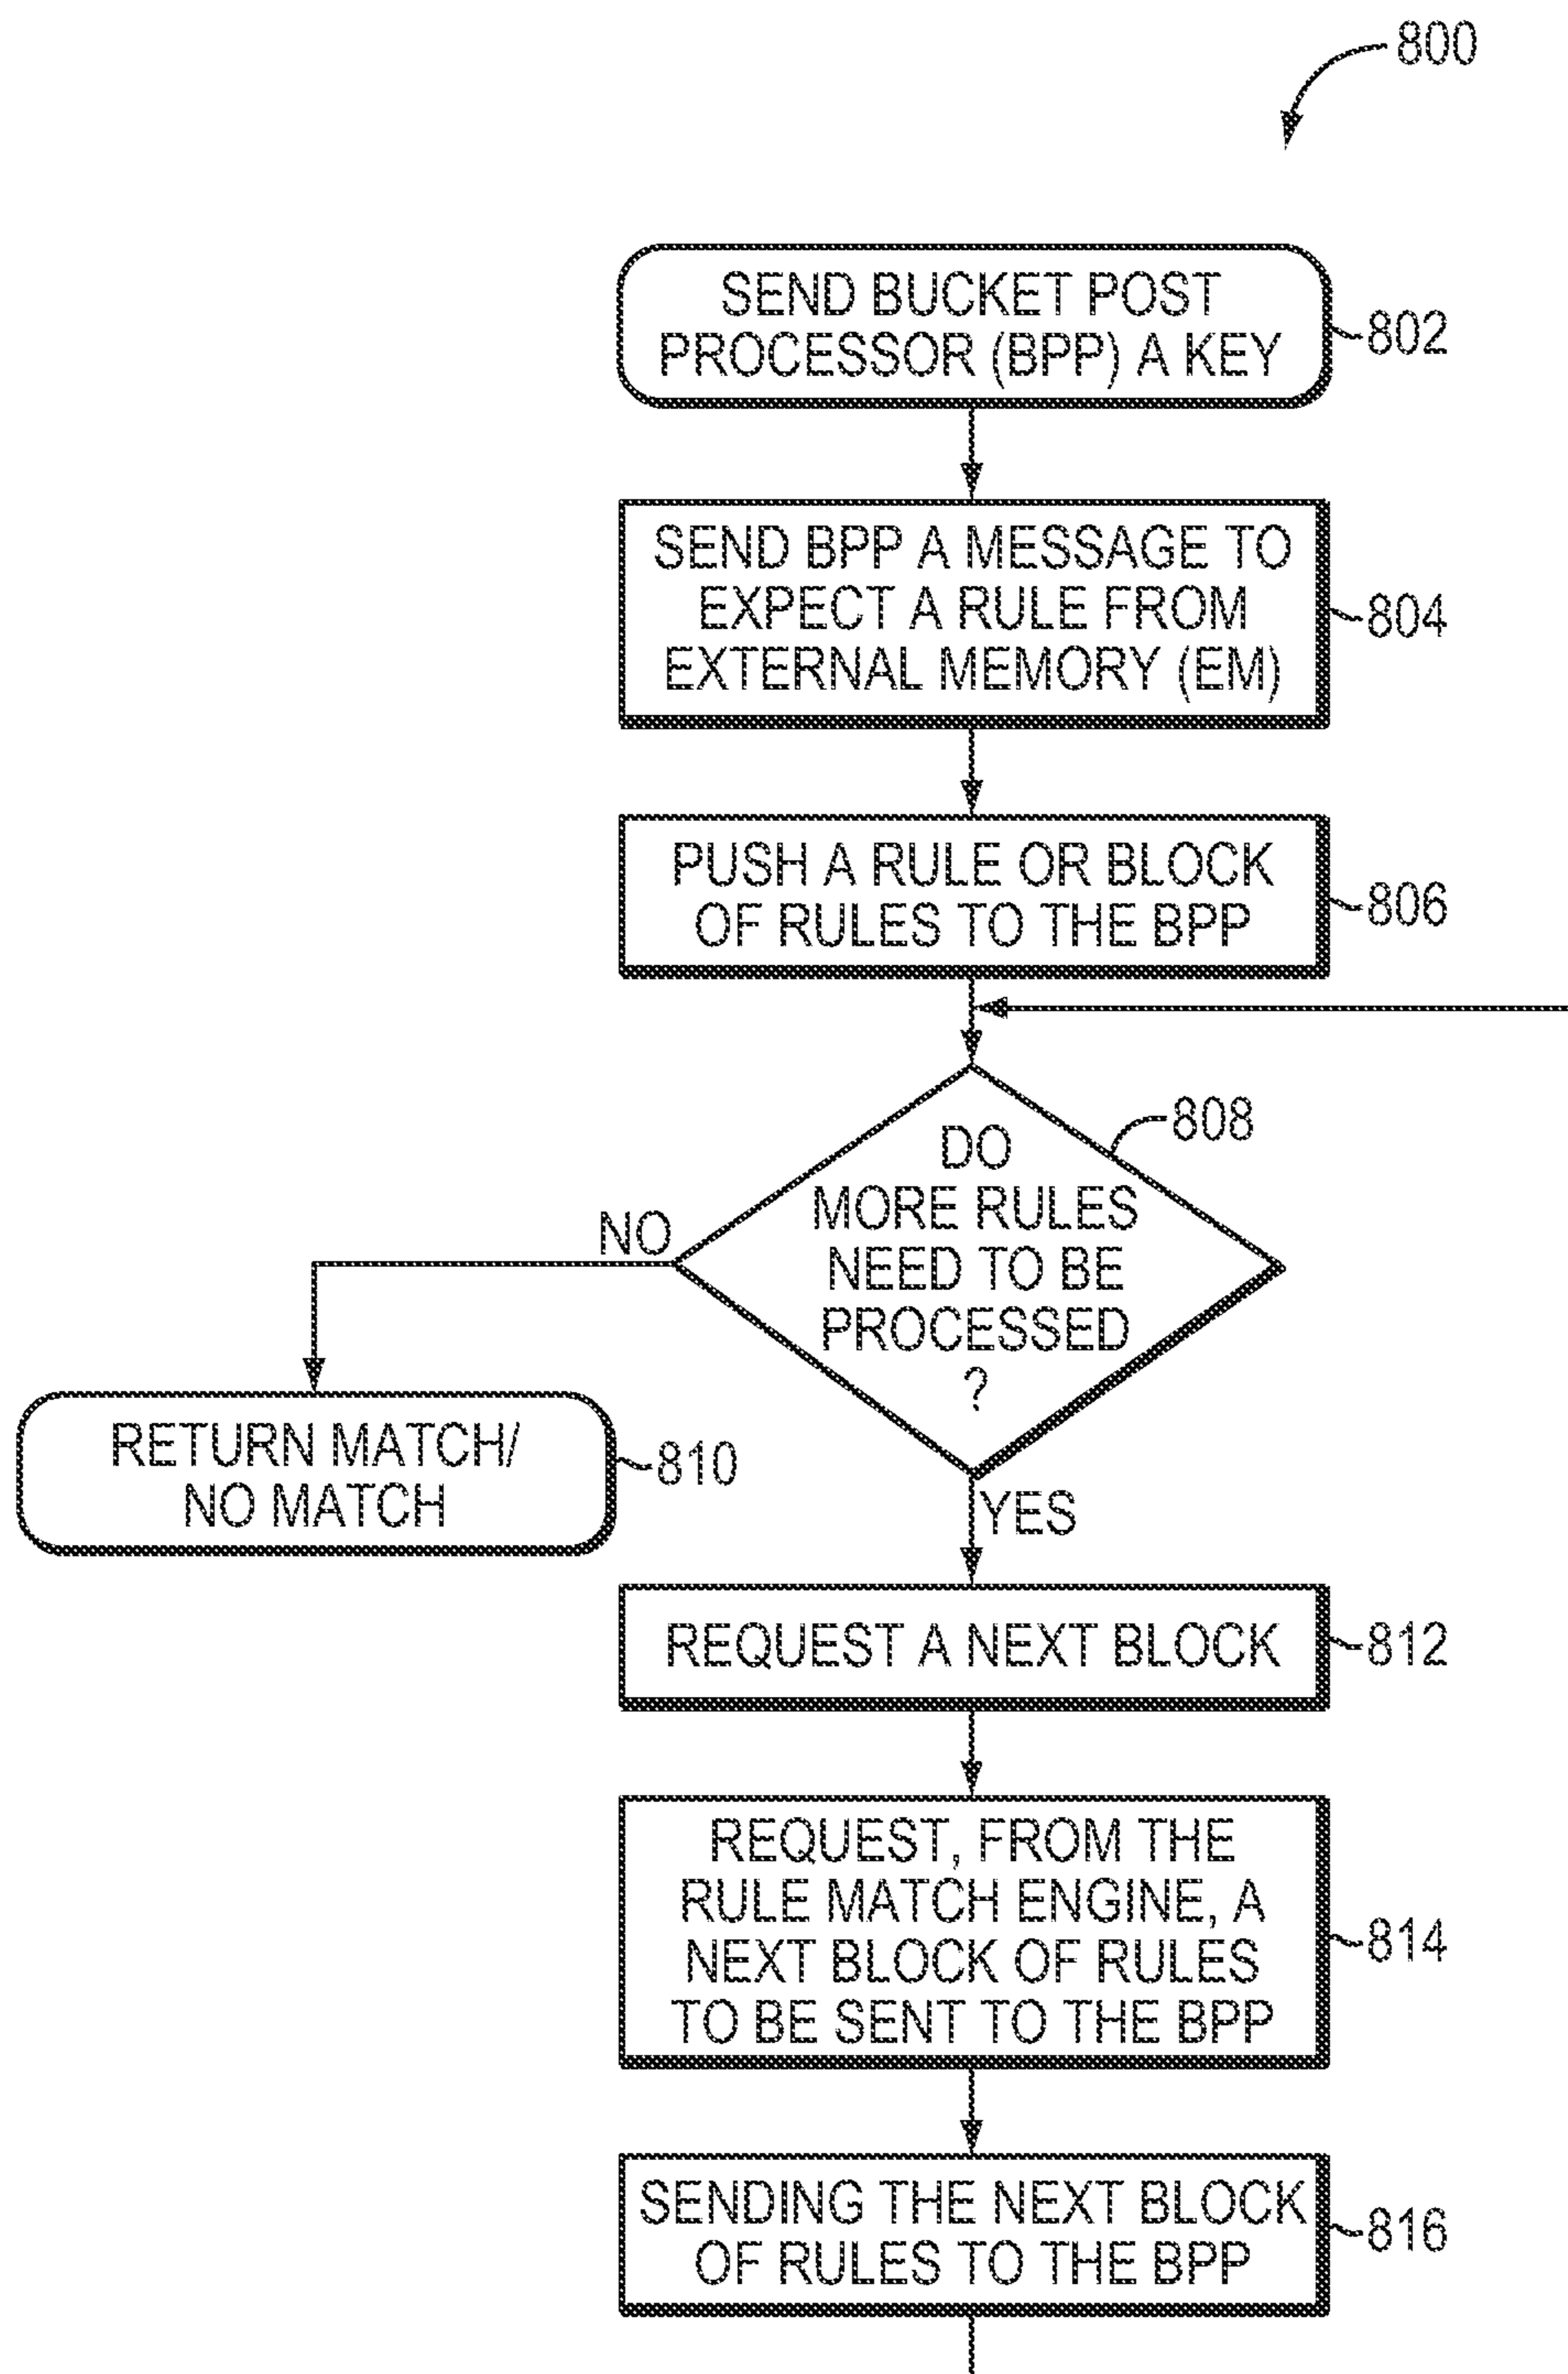 800
SEND BUCKET POST
PROCESSOR (BPP) A KEY
802
SEND BPP A MESSAGE TO
EXPECT A RULE FROM
EXTERNAL MEMORY (EM)
804
PUSH A RULE OR BLOCK
OF RULES TO THE BPP
806
DO
MORE RULES
NEED TO BE
PROCESSED
?
808
NO
RETURN MATCH/
NO MATCH
810
YES
REQUEST A NEXT BLOCK
812
REQUEST, FROM THE
RULE MATCH ENGINE, A
NEXT BLOCK OF RULES
TO BE SENT TO THE BPP
814
SENDING THE NEXT BLOCK
OF RULES TO THE BPP
816